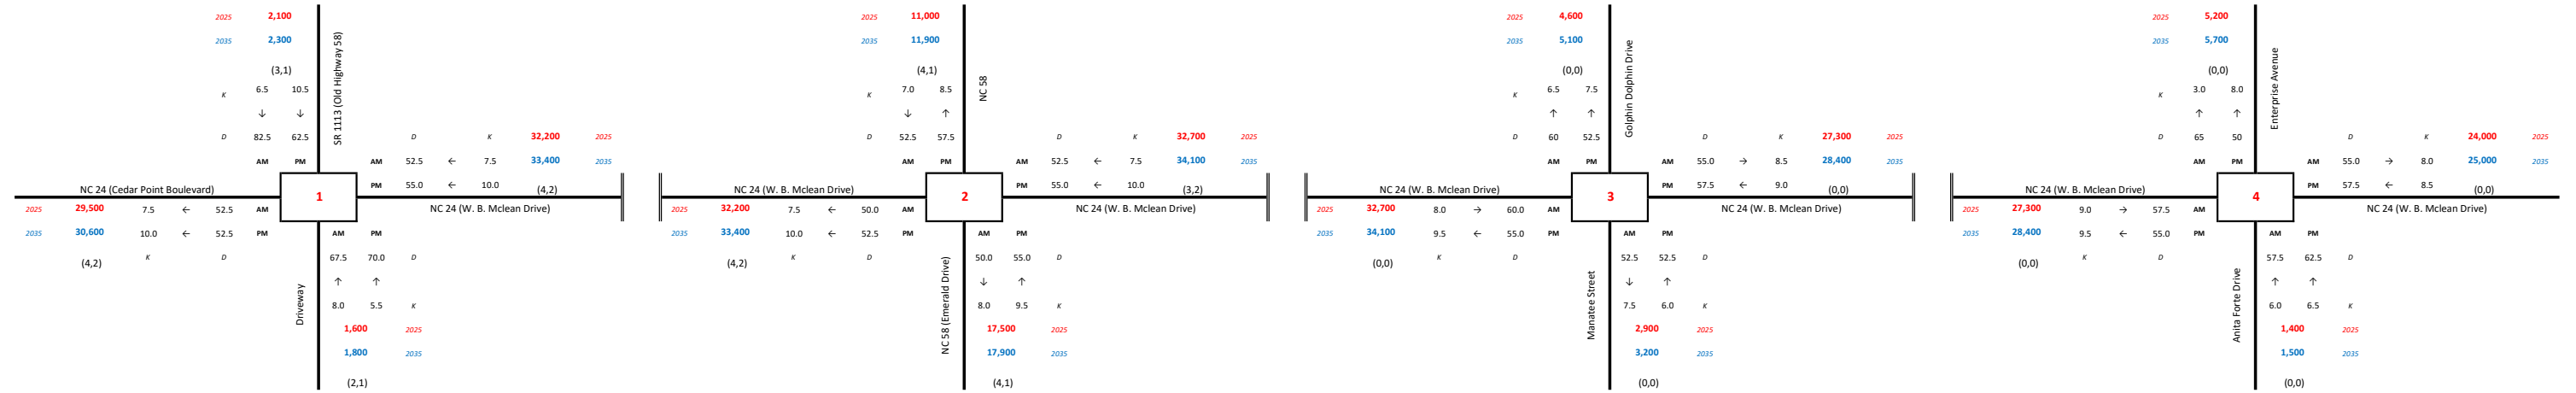 2025 2,100
2035 2,300
(3,1)
K 6.5 10.5
↓ ↓
D 82.5 62.5
AM PM
SR 1113 (Old Highway 58)
D K 32,200 2025
AM 52.5 ← 7.5 33,400 2035
PM 55.0 ← 10.0 (4,2)
NC 24 (Cedar Point Boulevard)
1
NC 24 (W. B. Mclean Drive)
2025 29,500 7.5 ← 52.5 AM
2035 30,600 10.0 ← 52.5 PM
(4,2) K D
AM PM
67.5 70.0 D
↑ ↑
8.0 5.5 K
Driveway
1,600 2025
1,800 2035
(2,1)
2025 11,000
2035 11,900
(4,1)
K 7.0 8.5
↓ ↑
D 52.5 57.5
AM PM
NC 58
D K 32,700 2025
AM 52.5 ← 7.5 34,100 2035
PM 55.0 ← 10.0 (3,2)
NC 24 (W. B. Mclean Drive)
2
NC 24 (W. B. Mclean Drive)
2025 32,200 7.5 ← 50.0 AM
2035 33,400 10.0 ← 52.5 PM
(4,2) K D
AM PM
50.0 55.0 D
↓ ↑
8.0 9.5 K
NC 58 (Emerald Drive)
17,500 2025
17,900 2035
(4,1)
2025 4,600
2035 5,100
(0,0)
K 6.5 7.5
↑ ↑
D 60 52.5
AM PM
Golphin Dolphin Drive
D K 27,300 2025
AM 55.0 → 8.5 28,400 2035
PM 57.5 ← 9.0 (0,0)
NC 24 (W. B. Mclean Drive)
3
NC 24 (W. B. Mclean Drive)
2025 32,700 8.0 → 60.0 AM
2035 34,100 9.5 ← 55.0 PM
(0,0) K D
AM PM
52.5 52.5 D
↓ ↑
7.5 6.0 K
Manatee Street
2,900 2025
3,200 2035
(0,0)
2025 5,200
2035 5,700
(0,0)
K 3.0 8.0
↑ ↑
D 65 50
AM PM
Enterprise Avenue
D K 24,000 2025
AM 55.0 → 8.0 25,000 2035
PM 57.5 ← 8.5 (0,0)
NC 24 (W. B. Mclean Drive)
4
NC 24 (W. B. Mclean Drive)
2025 27,300 9.0 → 57.5 AM
2035 28,400 9.5 ← 55.0 PM
(0,0) K D
AM PM
57.5 62.5 D
↑ ↑
6.0 6.5 K
Anita Forte Drive
1,400 2025
1,500 2035
(0,0)